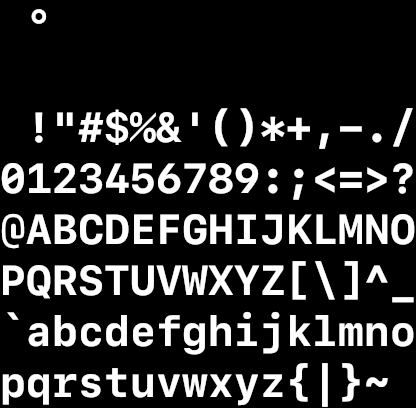 °
!"#$%&'()*+,-./
0123456789:;<=>?
@ABCDEFGHIJKLMNO
PQRSTUVWXYZ[\]^_
`abcdefghijklmno
pqrstuvwxyz{|}~